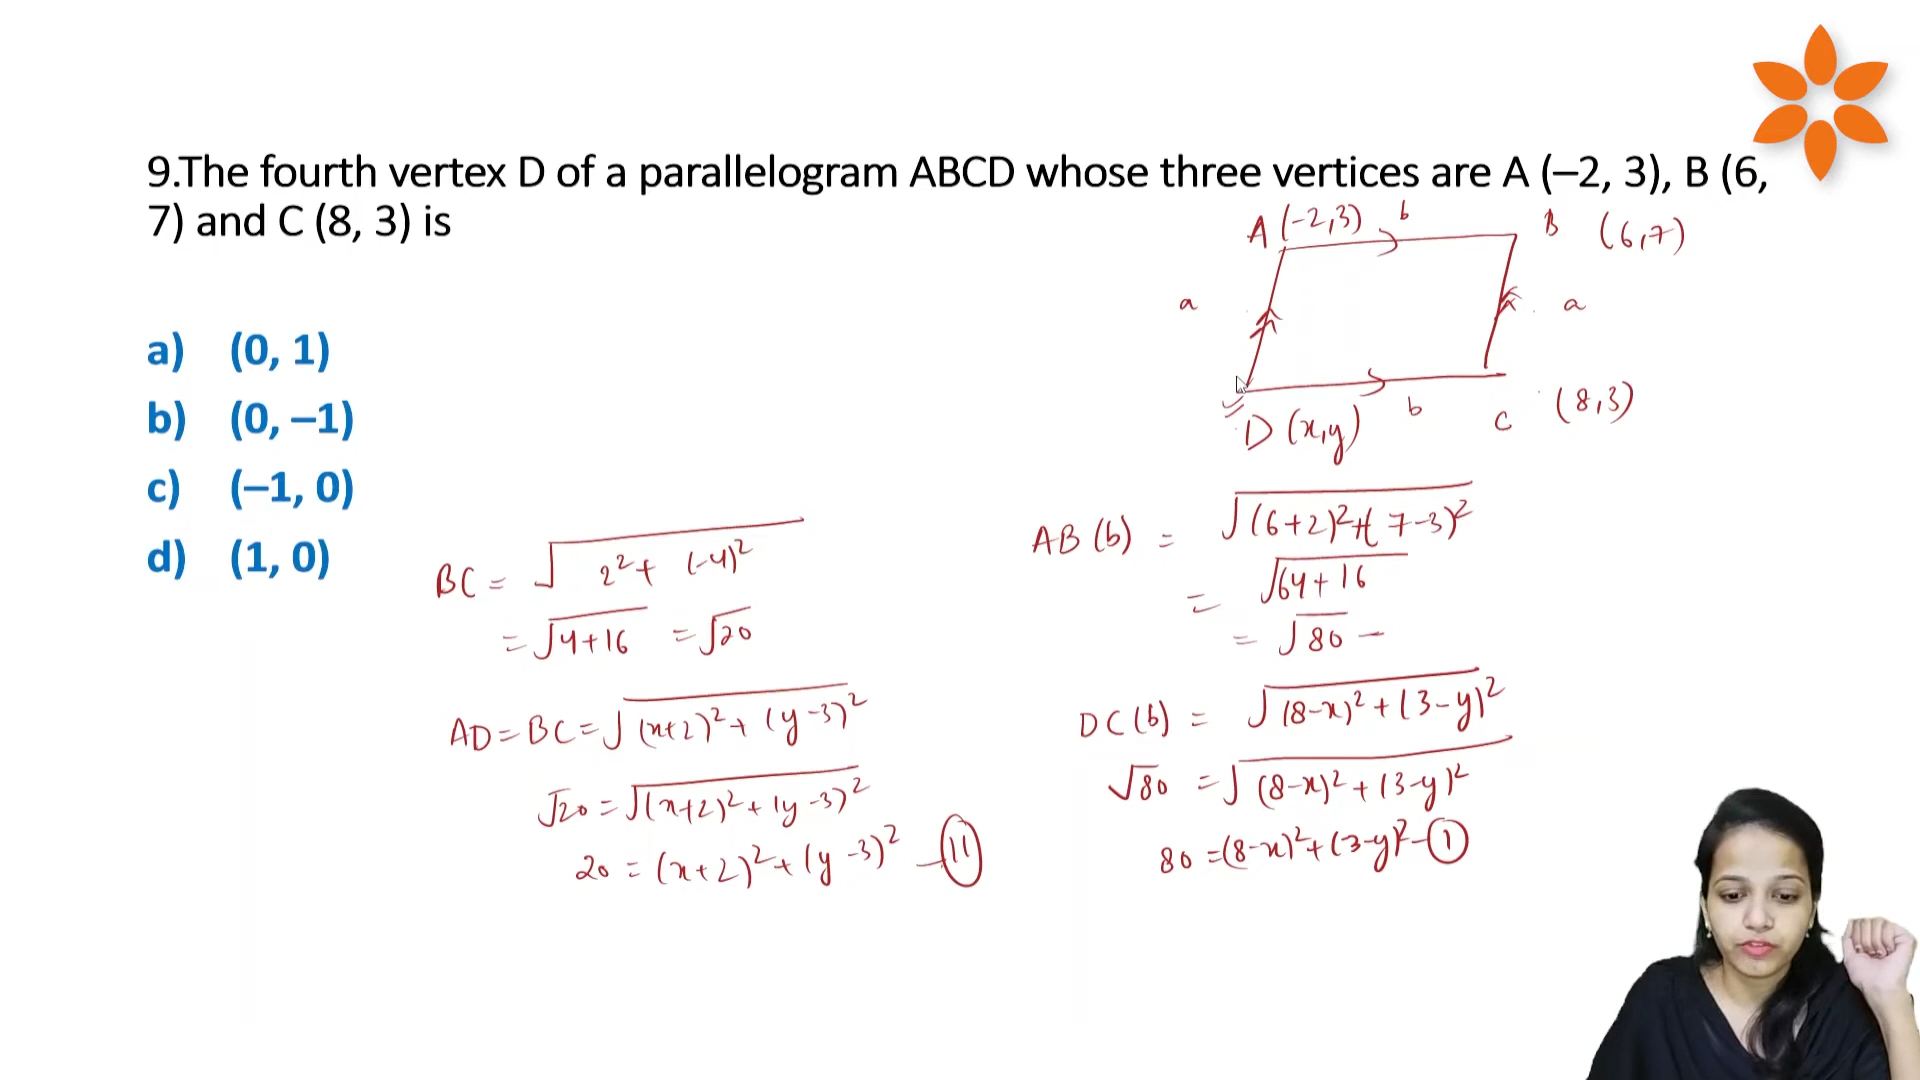 9.The fourth vertex D of a parallelogram ABCD whose three vertices are A (–2, 3), B (6,
7) and C (8, 3) is
A (-2,3) b B (6,7)
a a
D (x,y) b C (8,3)
a) (0, 1)
b) (0, –1)
c) (–1, 0)
d) (1, 0)
BC = √2²+ (-4)²
= √4+16 = √20
AD = BC = √(x+2)²+ (y-3)²
√20 = √(x+2)²+ (y-3)²
20 = (x+2)²+ (y-3)² - 11
AB (b) = √(6+2)²+(7-3)²
= √64+16
= √80 -
DC (b) = √(8-x)²+(3-y)²
√80 = √(8-x)²+(3-y)²
80 =(8-x)²+(3-y)² - 1